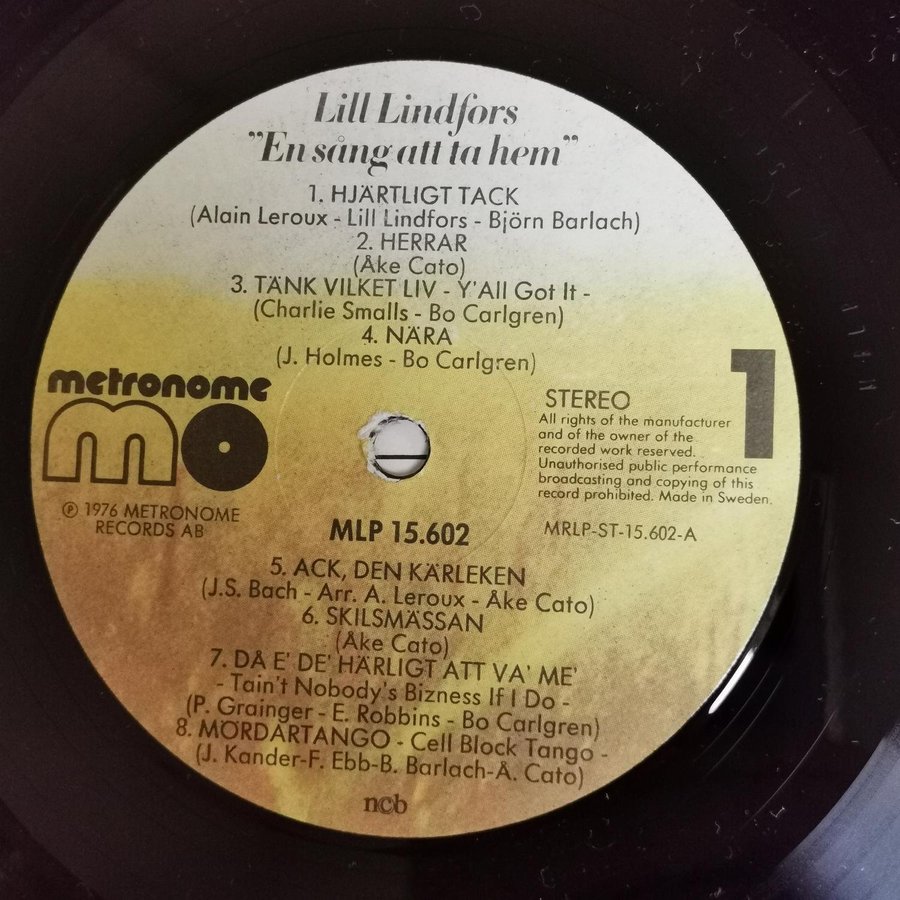 Lill Lindfors
"En sång att ta hem"
1. HJÄRTLIGT TACK
(Alain Leroux - Lill Lindfors - Björn Barlach)
2. HERRAR
(Åke Cato)
3. TÄNK VILKET LIV - Y'All Got It -
(Charlie Smalls - Bo Carlgren)
4. NÄRA
(J. Holmes - Bo Carlgren)
metronome
mo
℗ 1976 METRONOME
RECORDS AB
1
STEREO
All rights of the manufacturer
and of the owner of the
recorded work reserved.
Unauthorised public performance
broadcasting and copying of this
record prohibited. Made in Sweden.
MLP 15.602
MRLP-ST-15.602-A
5. ACK, DEN KÄRLEKEN
(J.S. Bach - Arr. A. Leroux - Åke Cato)
6. SKILSMÄSSAN
(Åke Cato)
7. DÅ E' DE' HÄRLIGT ATT VA' ME'
- Tain't Nobody's Bizness If I Do -
(P. Grainger - E. Robbins - Bo Carlgren)
8. MÖRDARTANGO - Cell Block Tango -
(J. Kander-F. Ebb-B. Barlach-Å. Cato)
ncb